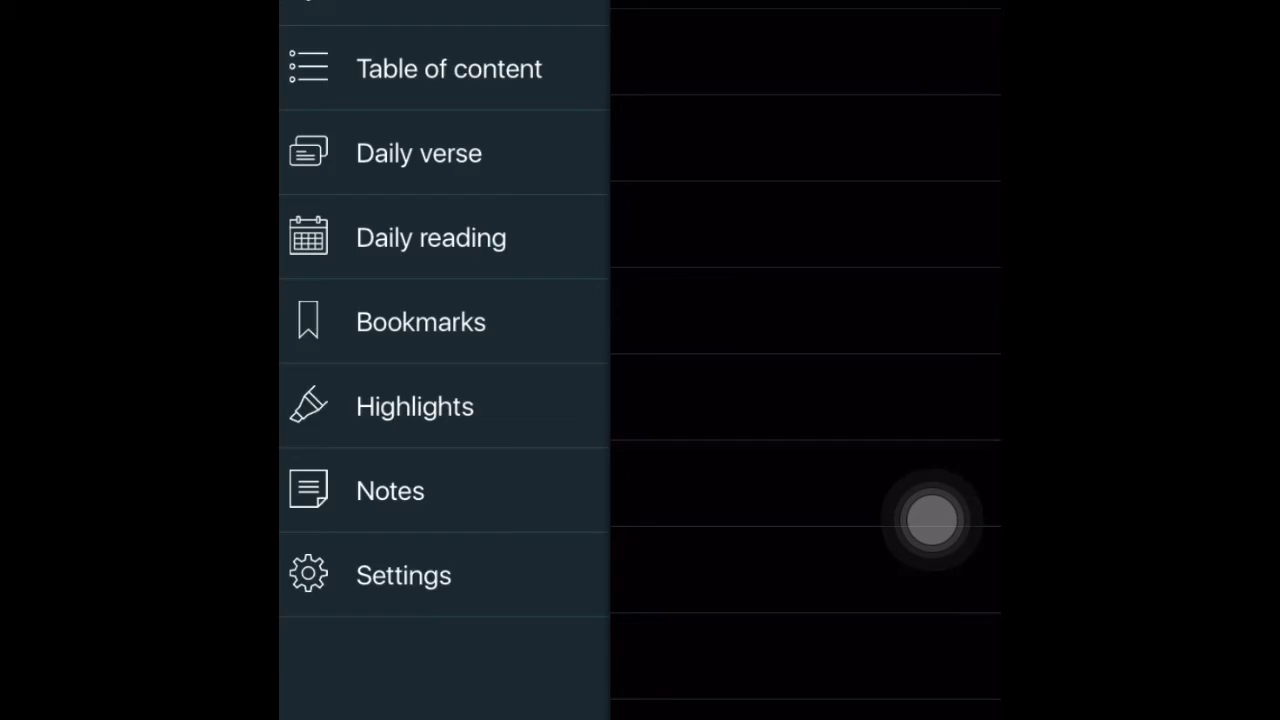 Table of content
Daily verse
Daily reading
Bookmarks
Highlights
Notes
Settings